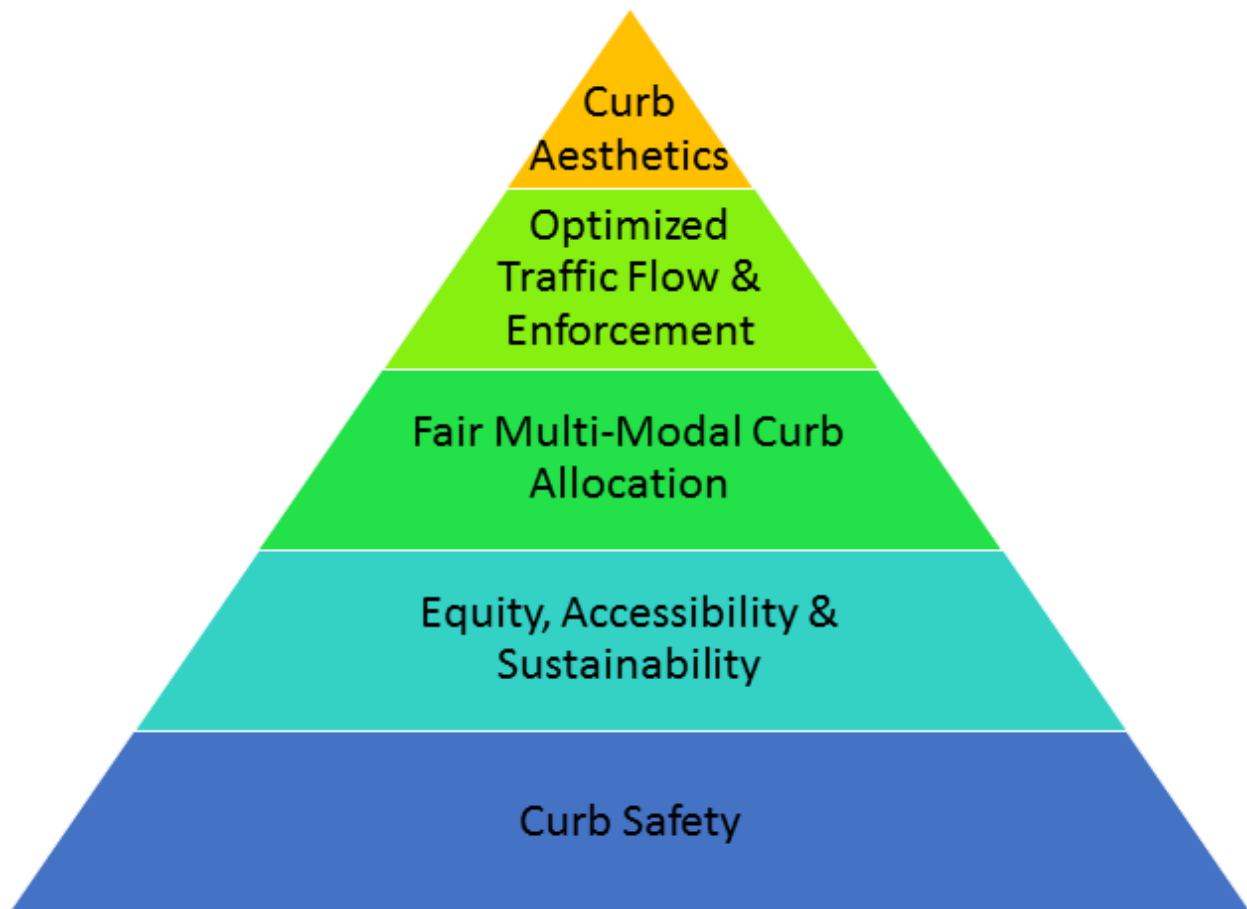 Curb
Aesthetics
Optimized
Traffic Flow &
Enforcement
Fair Multi-Modal Curb
Allocation
Equity, Accessibility &
Sustainability
Curb Safety